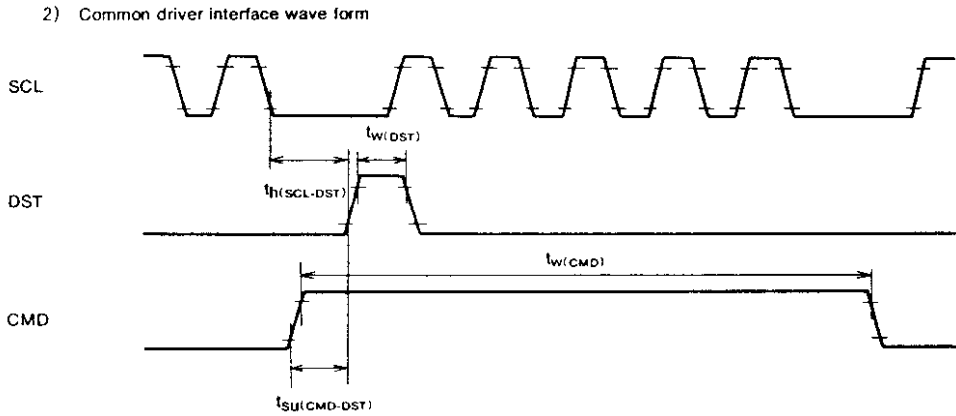 2) Common driver interface wave form
SCL
tw(DST)
th(SCL-DST)
DST
tw(CMD)
CMD
tSU(CMD-DST)